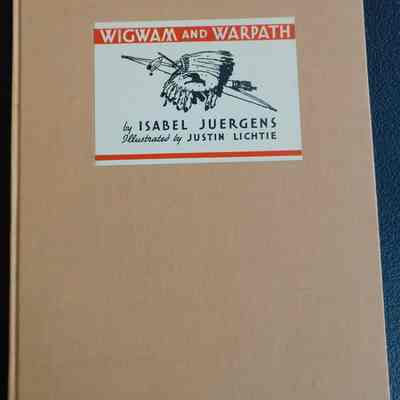 WIGWAM AND WARPATH
by ISABEL JUERGENS
Illustrated by JUSTIN LICHTIE